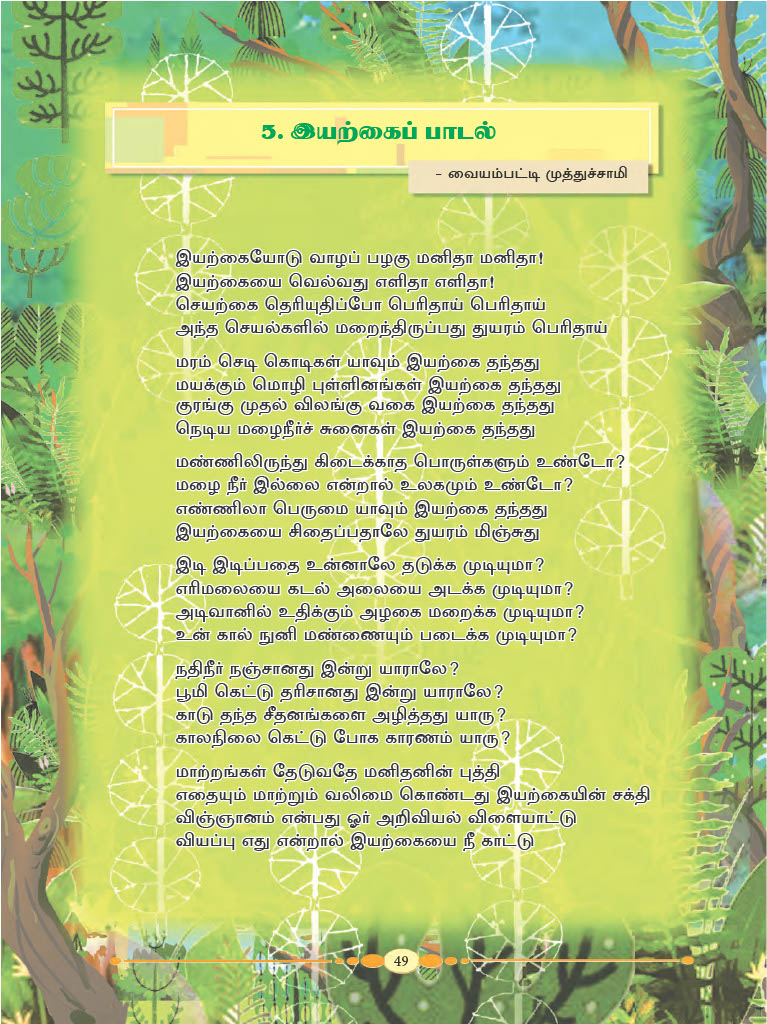 5. இயற்கைப் பாடல்
- வையம்பட்டி முத்துச்சாமி
இயற்கையோடு வாழப் பழகு மனிதா மனிதா!
இயற்கையை வெல்வது எளிதா எளிதா!
செயற்கை தெரியுதிப்போ பெரிதாய் பெரிதாய்
அந்த செயல்களில் மறைந்திருப்பது துயரம் பெரிதாய்
மரம் செடி கொடிகள் யாவும் இயற்கை தந்தது
மயக்கும் மொழி புள்ளினங்கள் இயற்கை தந்தது
குரங்கு முதல் விலங்கு வகை இயற்கை தந்தது
நெடிய மழைநீர்ச் சுனைகள் இயற்கை தந்தது
மண்ணிலிருந்து கிடைக்காத பொருள்களும் உண்டோ?
மழை நீர் இல்லை என்றால் உலகமும் உண்டோ?
எண்ணிலா பெருமை யாவும் இயற்கை தந்தது
இயற்கையை சிதைப்பதாலே துயரம் மிஞ்சுது
இடி இடிப்பதை உன்னாலே தடுக்க முடியுமா?
எரிமலையை கடல் அலையை அடக்க முடியுமா?
அடிவானில் உதிக்கும் அழகை மறைக்க முடியுமா?
உன் கால் நுனி மண்ணையும் படைக்க முடியுமா?
நதிநீர் நஞ்சானது இன்று யாராலே?
பூமி கெட்டு தரிசானது இன்று யாராலே?
காடு தந்த சீதனங்களை அழித்தது யாரு?
காலநிலை கெட்டு போக காரணம் யாரு?
மாற்றங்கள் தேடுவதே மனிதனின் புத்தி
எதையும் மாற்றும் வலிமை கொண்டது இயற்கையின் சக்தி
விஞ்ஞானம் என்பது ஓர் அறிவியல் விளையாட்டு
வியப்பு எது என்றால் இயற்கையை நீ காட்டு
49